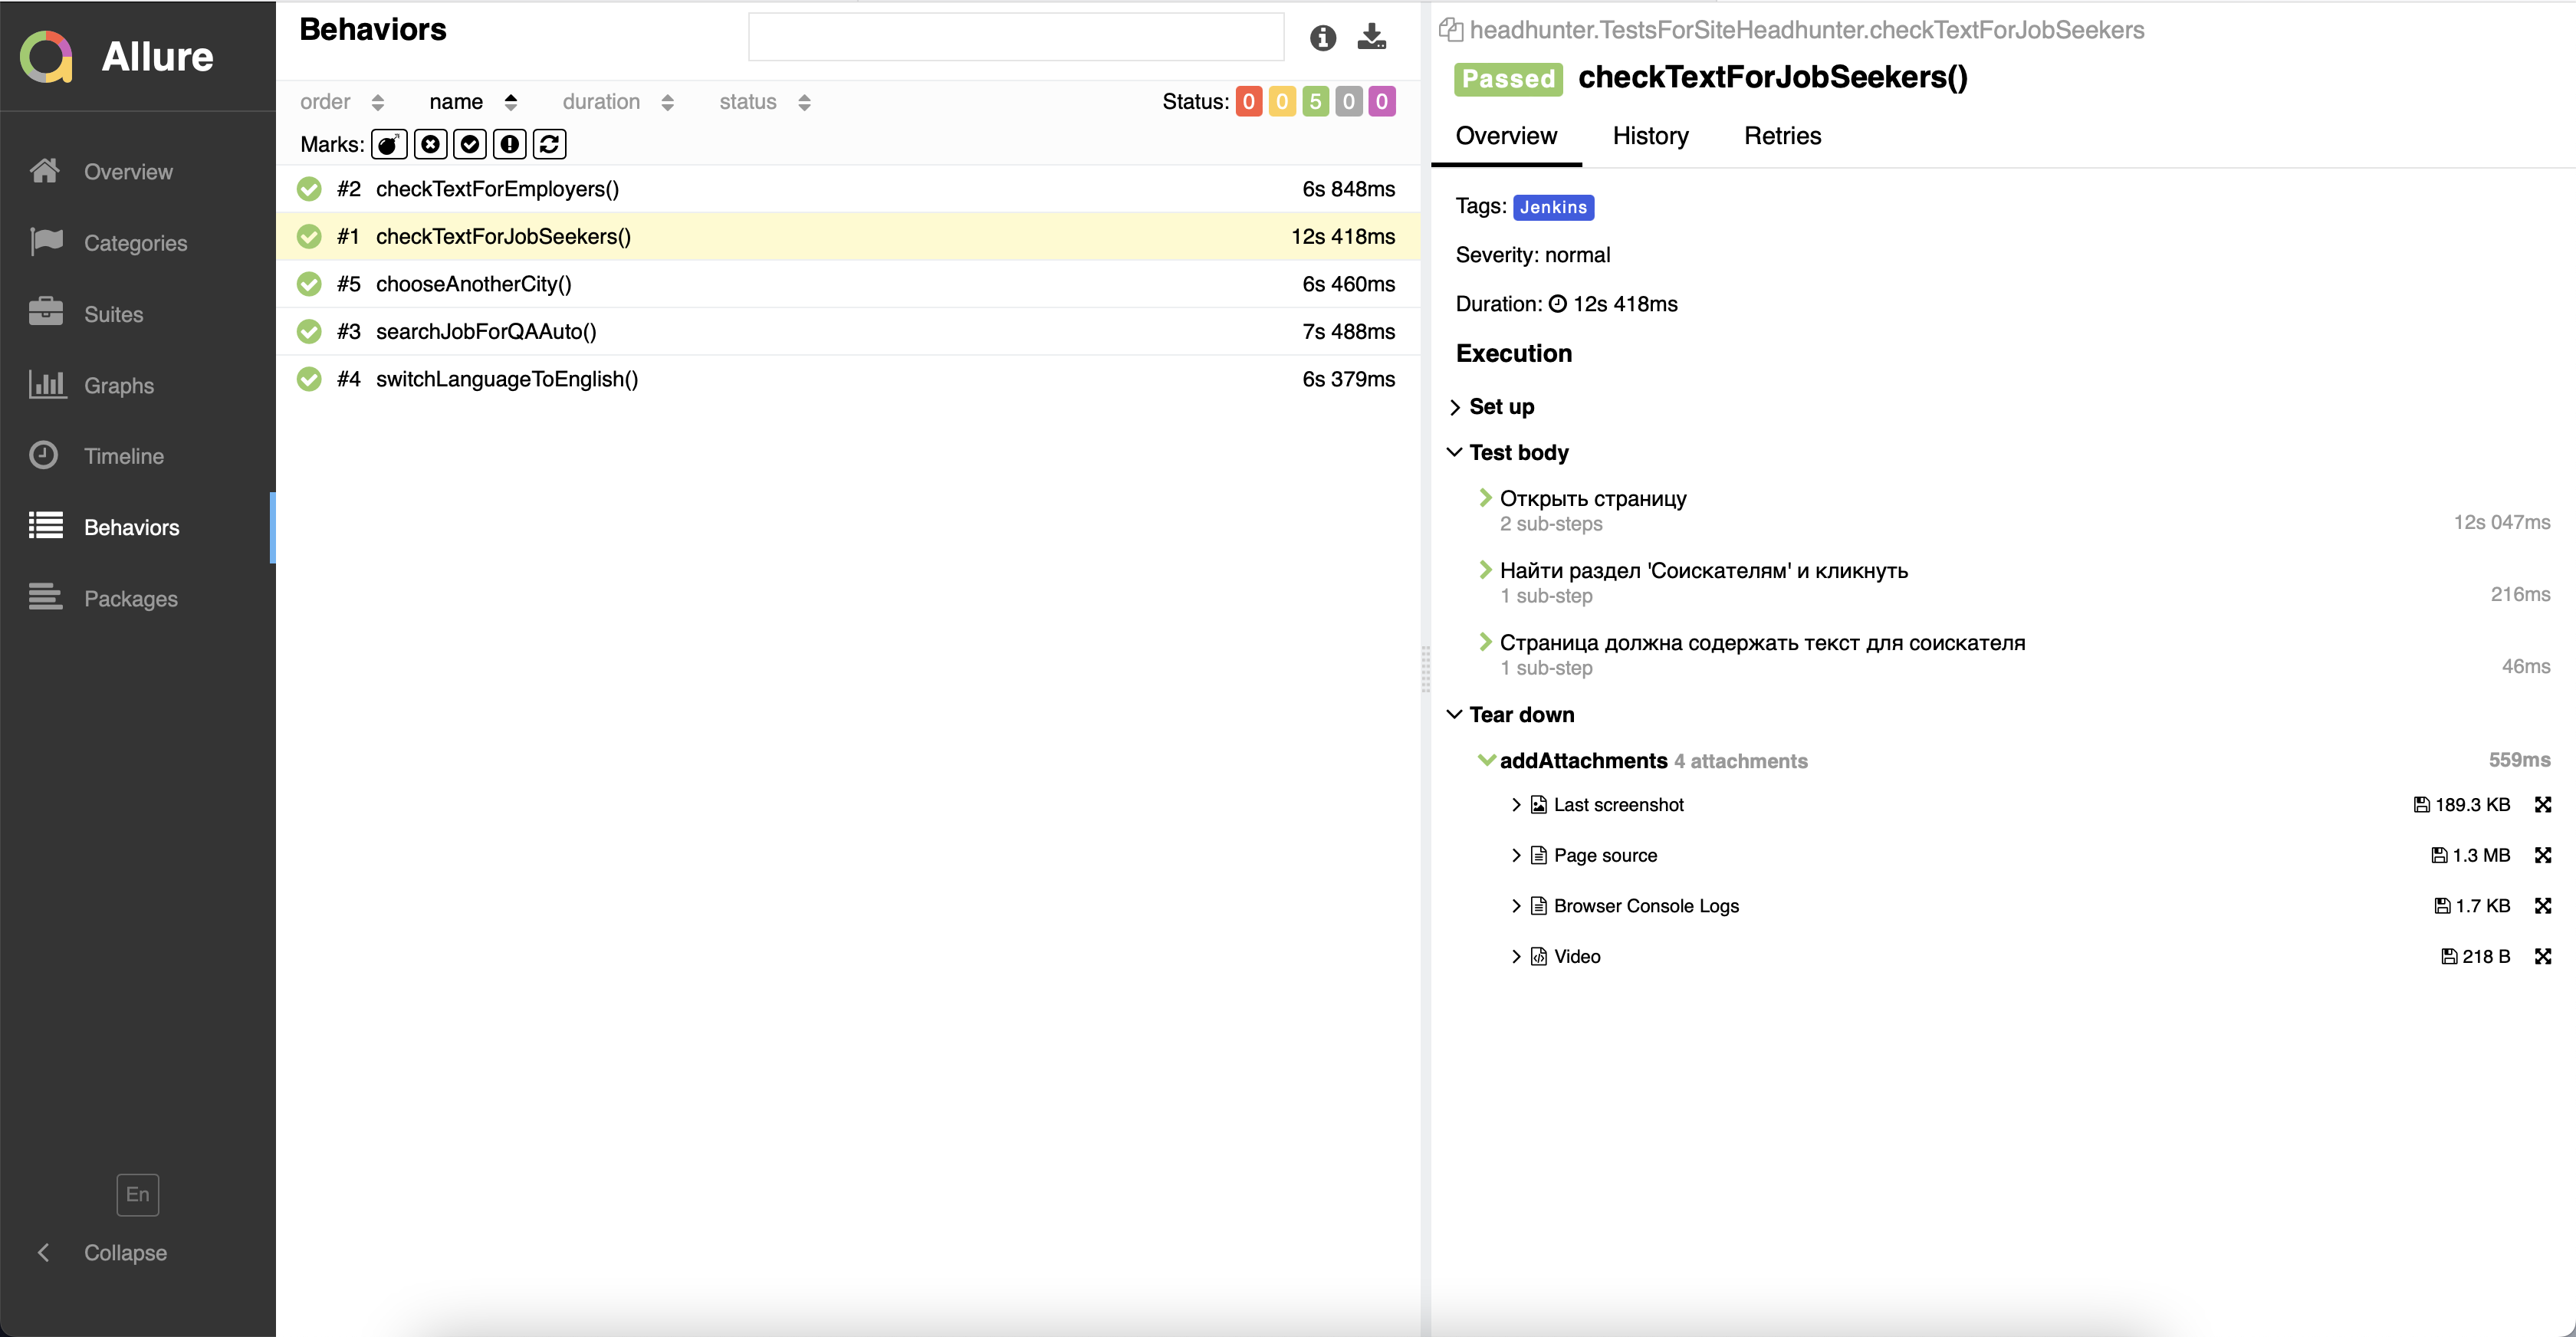 Allure
Overview
Categories
Suites
Graphs
Timeline
Behaviors
Packages
En
Collapse
Behaviors
order name duration status
Status: 0 0 5 0 0
Marks:
#2 checkTextForEmployers() 6s 848ms
#1 checkTextForJobSeekers() 12s 418ms
#5 chooseAnotherCity() 6s 460ms
#3 searchJobForQAAuto() 7s 488ms
#4 switchLanguageToEnglish() 6s 379ms
headhunter.TestsForSiteHeadhunter.checkTextForJobSeekers
Passed checkTextForJobSeekers()
Overview History Retries
Tags: Jenkins
Severity: normal
Duration: 12s 418ms
Execution
Set up
Test body
Открыть страницу
2 sub-steps 12s 047ms
Найти раздел 'Соискателям' и кликнуть
1 sub-step 216ms
Страница должна содержать текст для соискателя
1 sub-step 46ms
Tear down
addAttachments 4 attachments 559ms
Last screenshot 189.3 KB
Page source 1.3 MB
Browser Console Logs 1.7 KB
Video 218 B